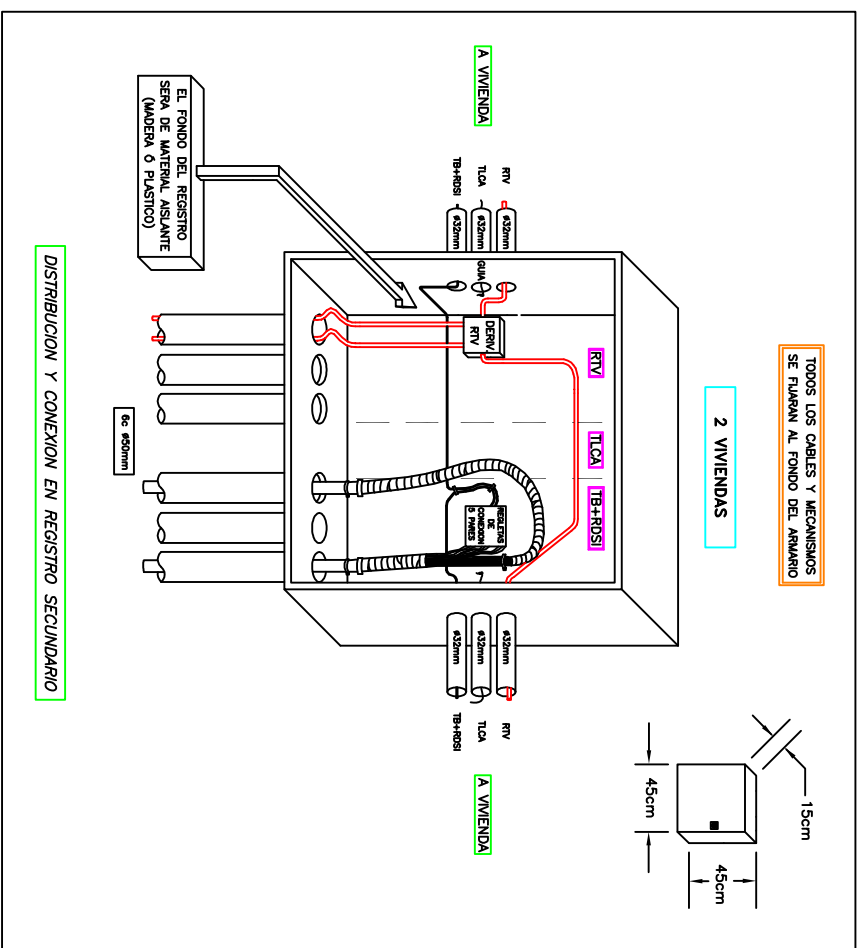 TODOS LOS CABLES Y MECANISMOS
SE FIJARAN AL FONDO DEL ARMARIO
15cm
45cm
45cm
2 VIVIENDAS
RTV
TLCA
TB+RDSI
A VIVIENDA
RTV
TLCA
TB+RDSI
ø32mm
ø32mm
ø32mm
GUIA
DERIV.
RTV
REGLETAS
DE
CONEXION
5 PARES
ø32mm
ø32mm
ø32mm
RTV
TLCA
TB+RDSI
A VIVIENDA
EL FONDO DEL REGISTRO
SERA DE MATERIAL AISLANTE
(MADERA Ó PLASTICO)
6c ø50mm
DISTRIBUCION Y CONEXION EN REGISTRO SECUNDARIO